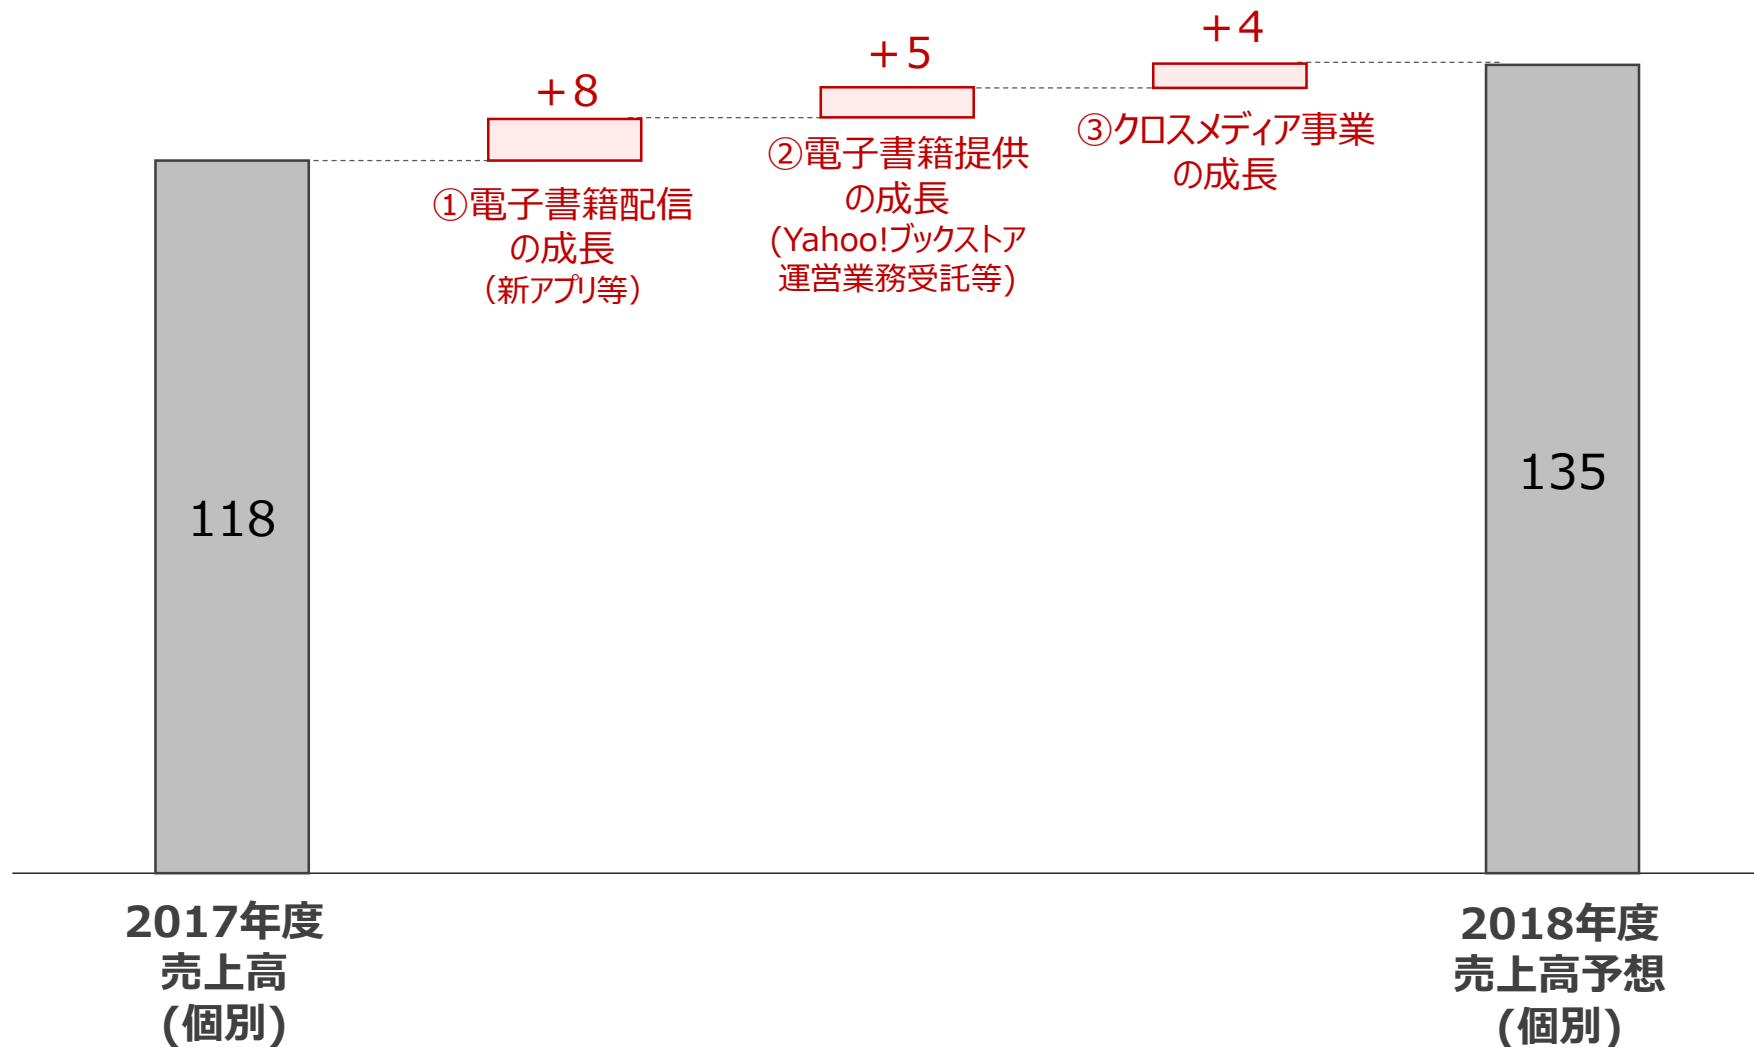 118
+8
①電子書籍配信
の成長
（新アプリ等）
+5
②電子書籍提供
の成長
(Yahoo!ブックストア
運営業務受託等)
+4
③クロスメディア事業
の成長
135
2017年度
売上高
(個別)
2018年度
売上高予想
(個別)